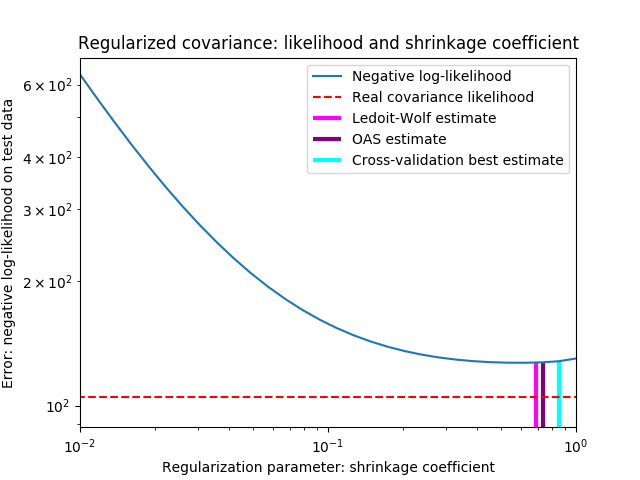 Regularized covariance: likelihood and shrinkage coefficient
Error: negative log-likelihood on test data
6 × 10²
4 × 10²
3 × 10²
2 × 10²
10²
Negative log-likelihood
Real covariance likelihood
Ledoit-Wolf estimate
OAS estimate
Cross-validation best estimate
10⁻² 10⁻¹ 10⁰
Regularization parameter: shrinkage coefficient